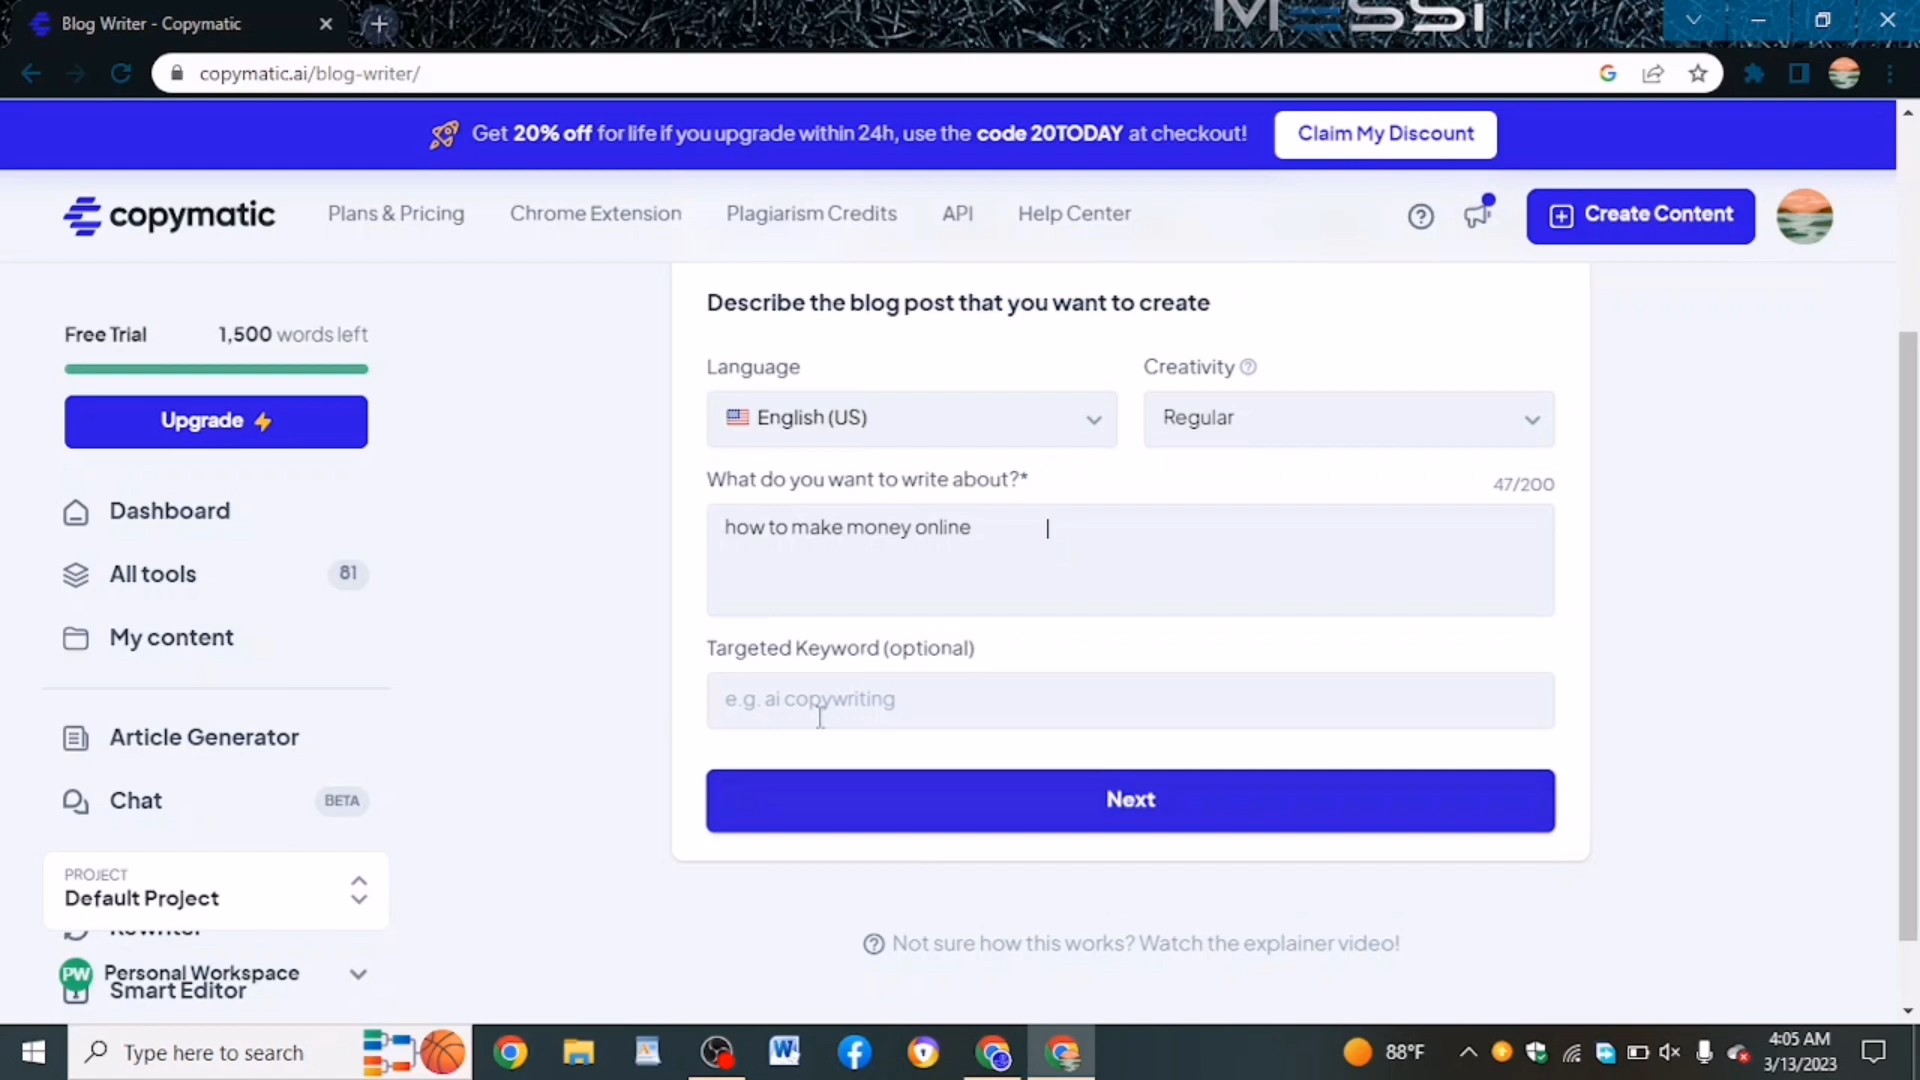 Blog Writer - Copymatic
MESSI
copymatic.ai/blog-writer/
Get 20% off for life if you upgrade within 24h, use the code 20TODAY at checkout!
Claim My Discount
copymatic
Plans & Pricing
Chrome Extension
Plagiarism Credits
API
Help Center
Create Content
Free Trial
1,500 words left
Upgrade
Dashboard
All tools
81
My content
Article Generator
Chat
BETA
PROJECT
Default Project
Rewriter
PW
Personal Workspace
Smart Editor
Describe the blog post that you want to create
Language
Creativity
English (US)
Regular
What do you want to write about?*
47/200
how to make money online
Targeted Keyword (optional)
e.g. ai copywriting
Next
Not sure how this works? Watch the explainer video!
Type here to search
88°F
4:05 AM
3/13/2023